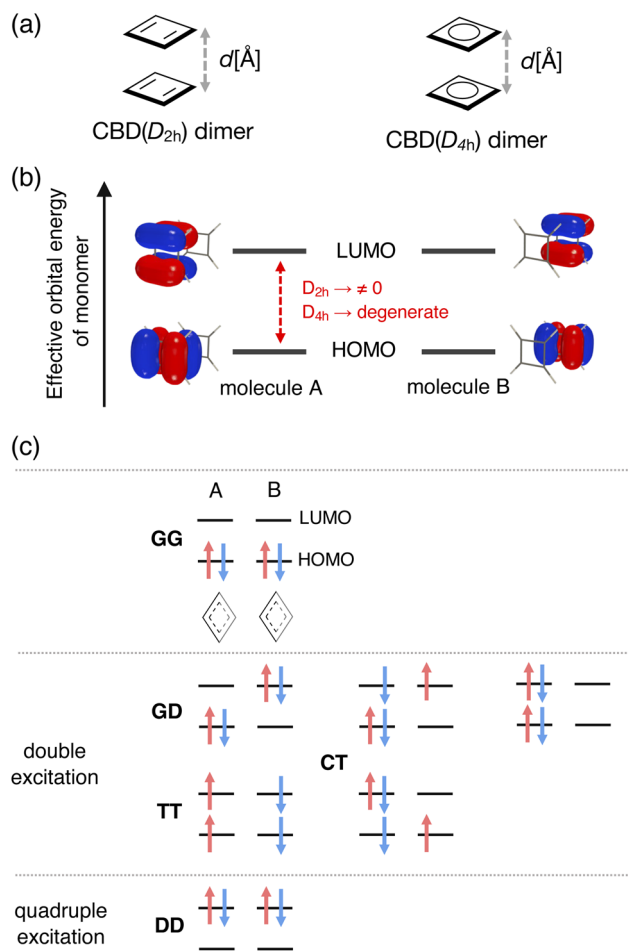 (a)
d[Å] d[Å]
CBD(D2h) dimer CBD(D4h) dimer
(b)
Effective orbital energy
of monomer
LUMO
D2h → ≠ 0
D4h → degenerate
HOMO
molecule A molecule B
(c)
A B
LUMO
GG
HOMO
GD
double
excitation
CT
TT
quadruple
excitation
DD